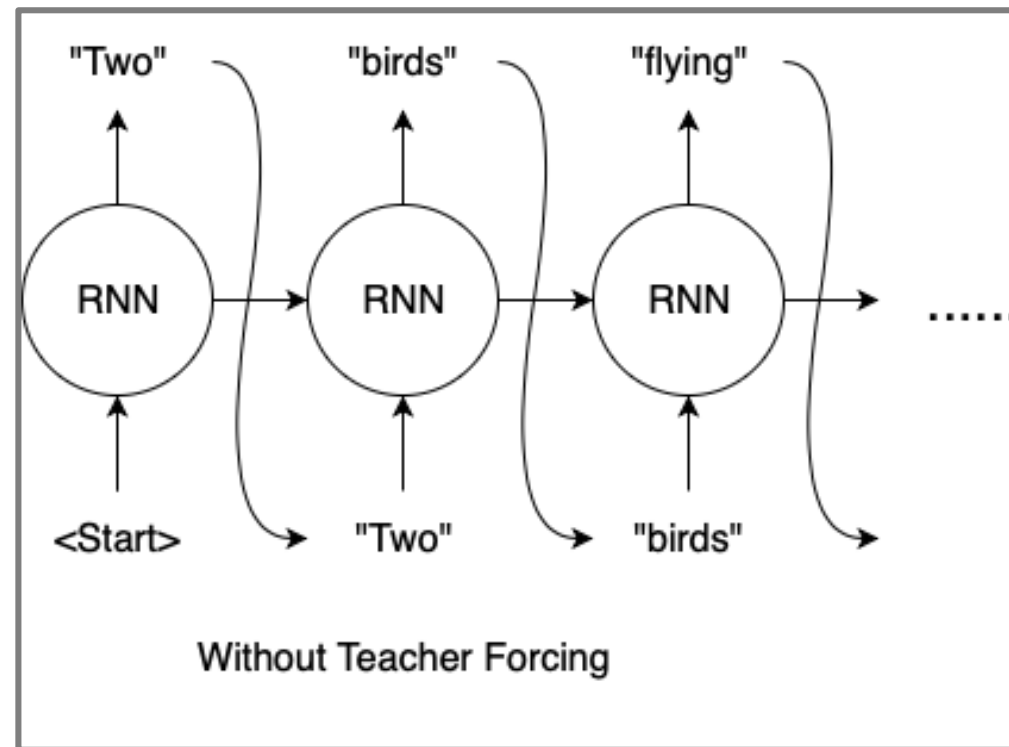 "Two" "birds" "flying"
RNN RNN RNN ......
<Start> "Two" "birds"
Without Teacher Forcing